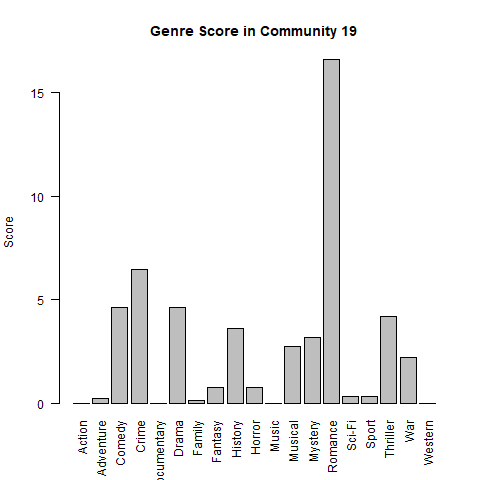 Genre Score in Community 19
Score
15
10
5
0
Action
Adventure
Comedy
Crime
ocumentary
Drama
Family
Fantasy
History
Horror
Music
Musical
Mystery
Romance
Sci-Fi
Sport
Thriller
War
Western